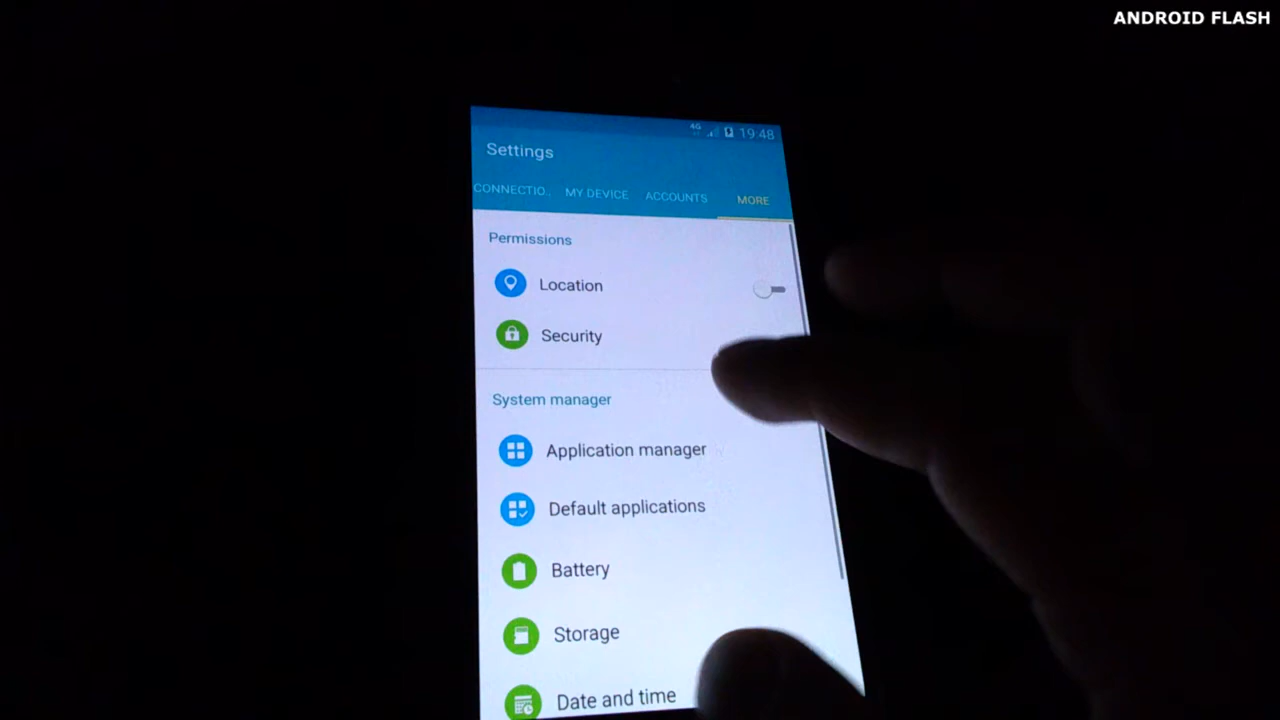 ANDROID FLASH
4G 19:48
Settings
CONNECTIO.. MY DEVICE ACCOUNTS MORE
Permissions
Location
Security
System manager
Application manager
Default applications
Battery
Storage
Date and time